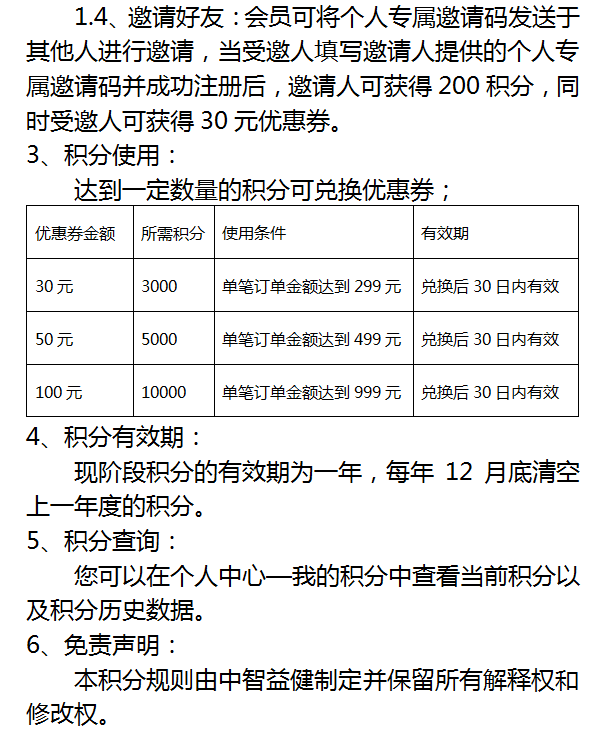 1.4、邀请好友：会员可将个人专属邀请码发送于
其他人进行邀请，当受邀人填写邀请人提供的个人专
属邀请码并成功注册后，邀请人可获得 200 积分，同
时受邀人可获得 30 元优惠券。
3、积分使用：
达到一定数量的积分可兑换优惠券；
优惠券金额 所需积分 使用条件 有效期
30 元 3000 单笔订单金额达到 299 元 兑换后 30 日内有效
50 元 5000 单笔订单金额达到 499 元 兑换后 30 日内有效
100 元 10000 单笔订单金额达到 999 元 兑换后 30 日内有效
4、积分有效期：
现阶段积分的有效期为一年，每年 12 月底清空
上一年度的积分。
5、积分查询：
您可以在个人中心—我的积分中查看当前积分以
及积分历史数据。
6、免责声明：
本积分规则由中智益健制定并保留所有解释权和
修改权。